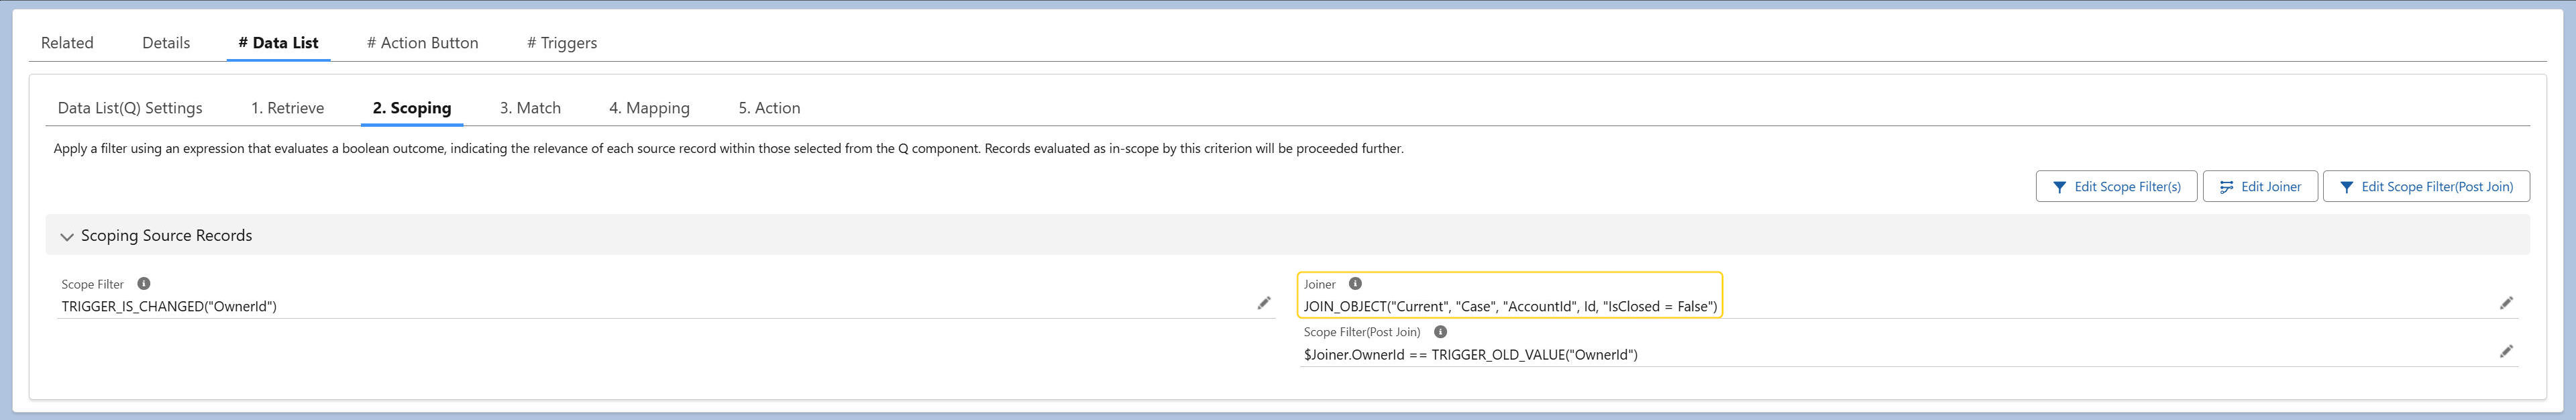 Related Details # Data List # Action Button # Triggers
Data List(Q) Settings 1. Retrieve 2. Scoping 3. Match 4. Mapping 5. Action
Apply a filter using an expression that evaluates a boolean outcome, indicating the relevance of each source record within those selected from the Q component. Records evaluated as in-scope by this criterion will be proceeded further.
Edit Scope Filter(s) Edit Joiner Edit Scope Filter(Post Join)
Scoping Source Records
Scope Filter
TRIGGER_IS_CHANGED("OwnerId")
Joiner
JOIN_OBJECT("Current", "Case", "AccountId", Id, "IsClosed = False")
Scope Filter(Post Join)
$Joiner.OwnerId == TRIGGER_OLD_VALUE("OwnerId")